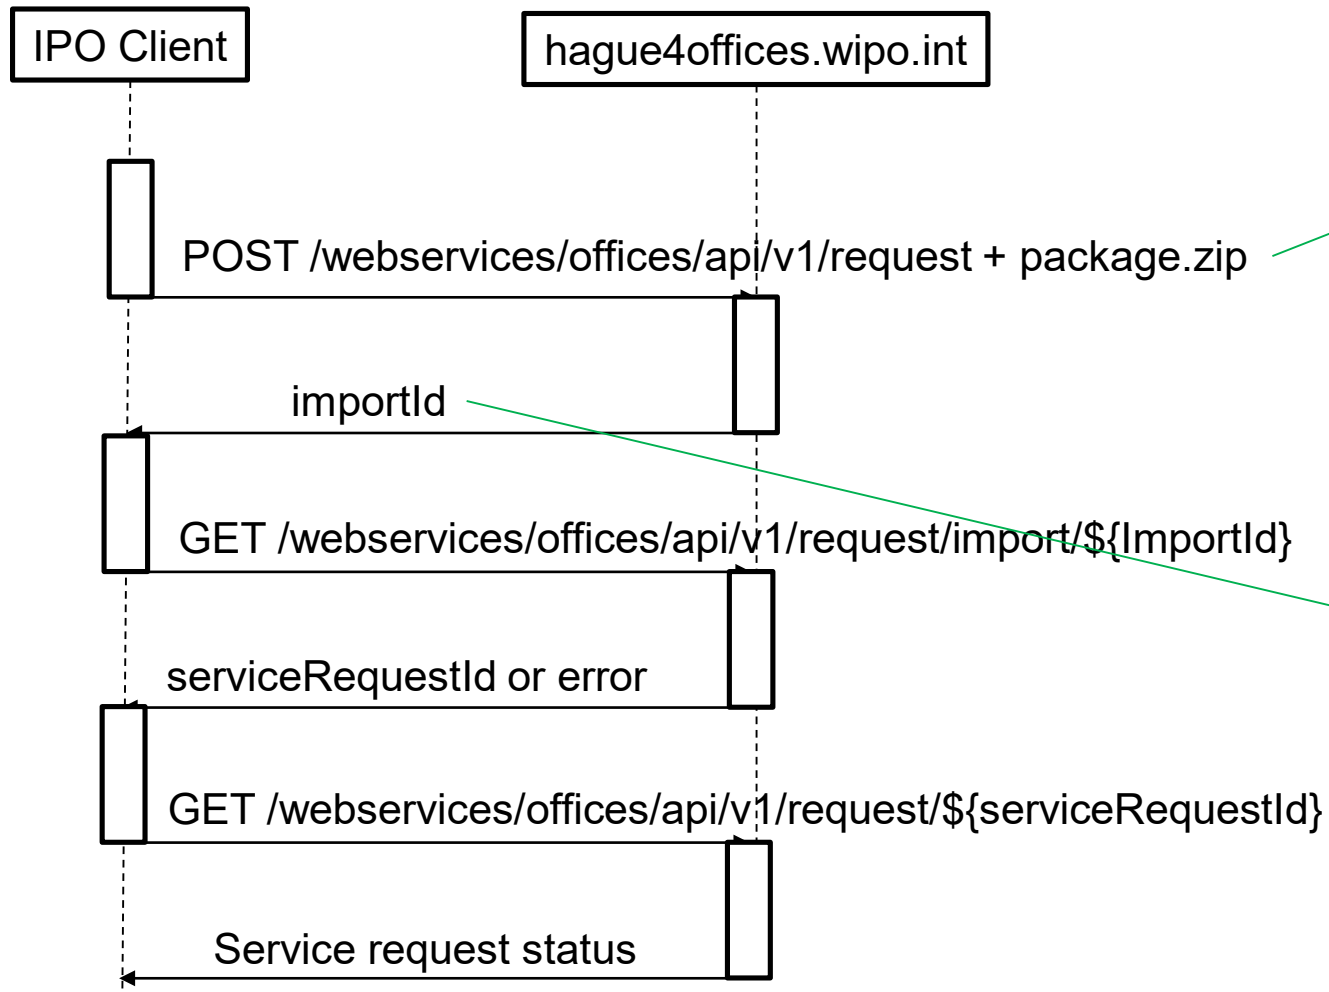 IPO Client
hague4offices.wipo.int
POST /webservices/offices/api/v1/request + package.zip
importId
GET /webservices/offices/api/v1/request/import/${ImportId}
serviceRequestId or error
GET /webservices/offices/api/v1/request/${serviceRequestId}
Service request status